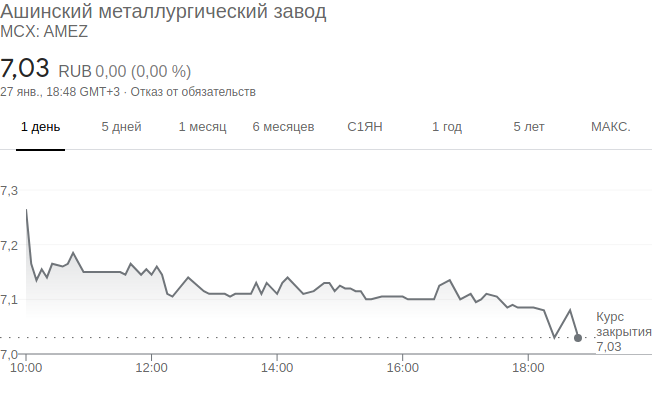 Ашинский металлургический завод
MCX: AMEZ
7,03 RUB 0,00 (0,00 %)
27 янв., 18:48 GMT+3 · Отказ от обязательств
1 день 5 дней 1 месяц 6 месяцев С1ЯН 1 год 5 лет МАКС.
7,3
7,2
7,1
Курс
закрытия
7,03
7,0
10:00 12:00 14:00 16:00 18:00